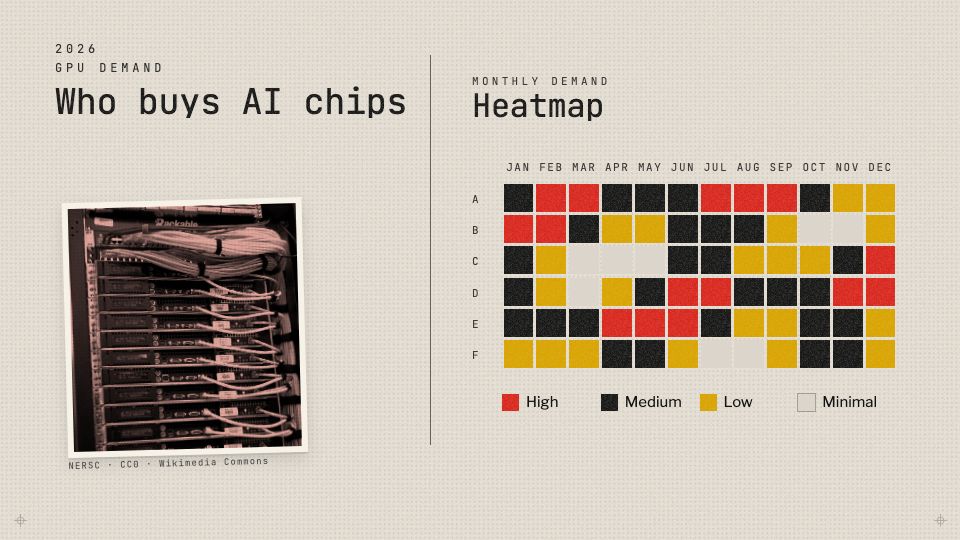 2026
GPU DEMAND
Who buys AI chips
Rackable
NERSC · CC0 · Wikimedia Commons
MONTHLY DEMAND
Heatmap
JAN FEB MAR APR MAY JUN JUL AUG SEP OCT NOV DEC
A
B
C
D
E
F
High Medium Low Minimal